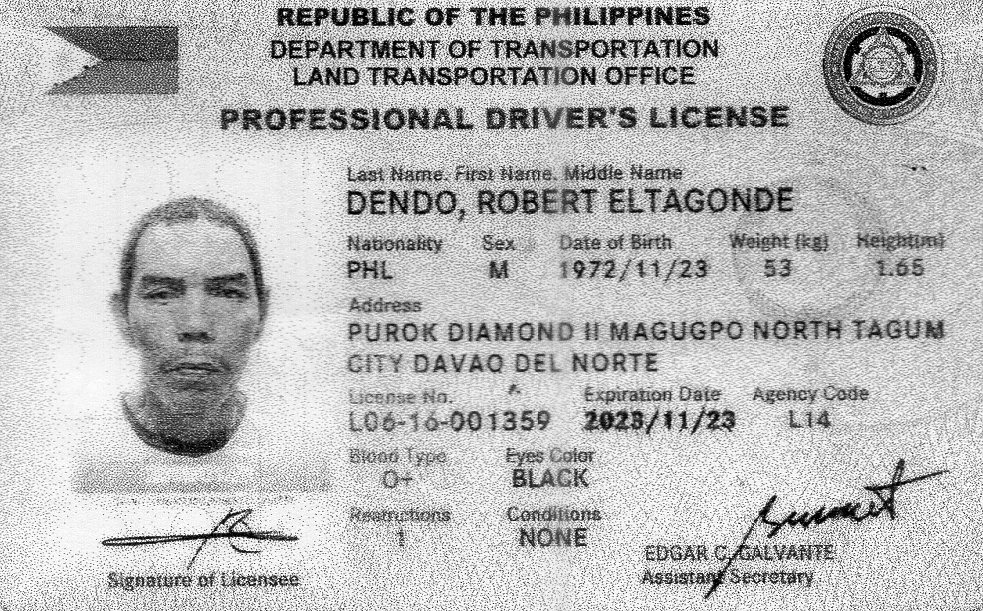 REPUBLIC OF THE PHILIPPINES
DEPARTMENT OF TRANSPORTATION
LAND TRANSPORTATION OFFICE
PROFESSIONAL DRIVER'S LICENSE
Last Name. First Name. Middle Name
DENDO, ROBERT ELTAGONDE
Nationality Sex Date of Birth Weight (kg) Height(m)
PHL M 1972/11/23 53 1.65
Address
PUROK DIAMOND II MAGUGPO NORTH TAGUM
CITY DAVAO DEL NORTE
License No. Expiration Date Agency Code
L06-16-001359 2023/11/23 L14
Blood Type Eyes Color
O+ BLACK
Restrictions Conditions
1 NONE
EDGAR C. GALVANTE
Signature of Licensee Assistant Secretary